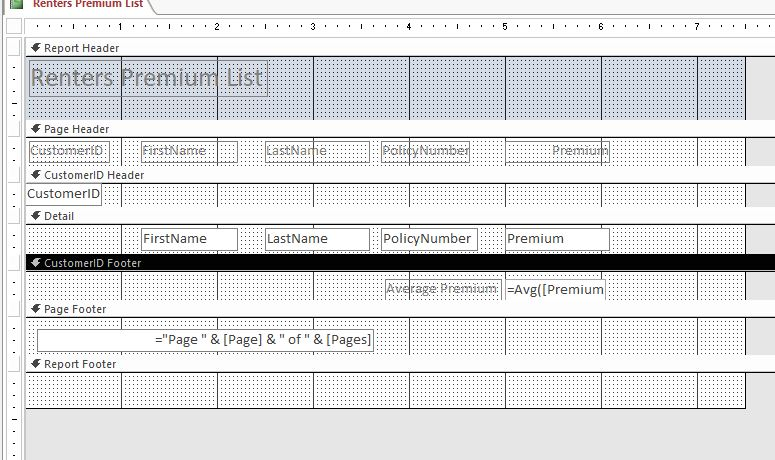 Renters Premium List
1 2 3 4 5 6 7
Report Header
Renters Premium List
Page Header
CustomerID FirstName LastName PolicyNumber Premium
CustomerID Header
CustomerID
Detail
FirstName LastName PolicyNumber Premium
CustomerID Footer
Average Premium =Avg([Premium
Page Footer
="Page " & [Page] & " of " & [Pages]
Report Footer